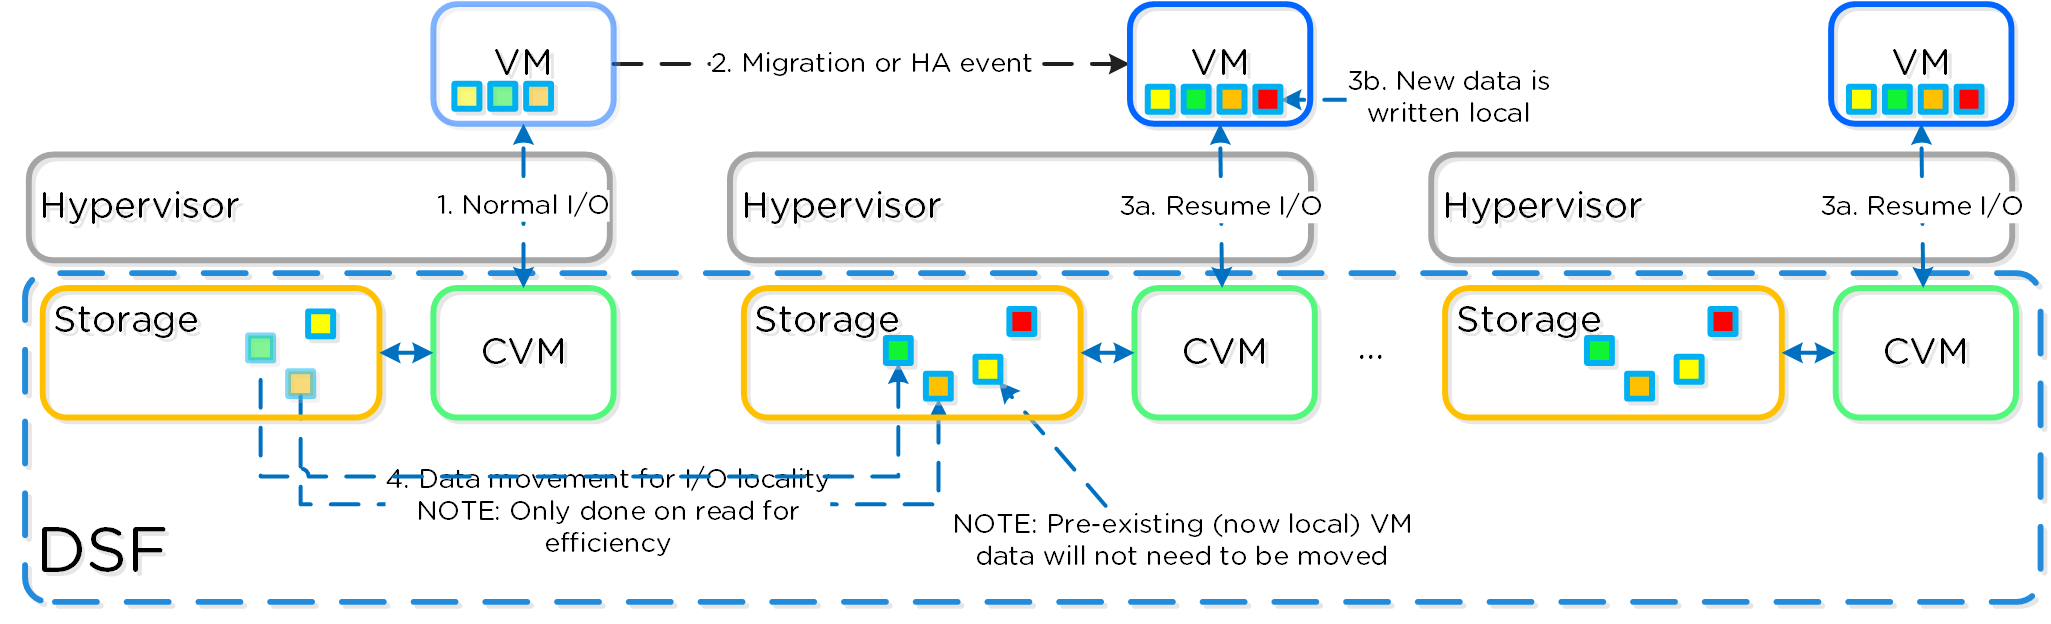 VM
2. Migration or HA event
VM
3b. New data is
written local
VM
Hypervisor
1. Normal I/O
Hypervisor
3a. Resume I/O
Hypervisor
3a. Resume I/O
Storage
CVM
Storage
CVM
...
Storage
CVM
4. Data movement for I/O locality
NOTE: Only done on read for
efficiency
NOTE: Pre-existing (now local) VM
data will not need to be moved
DSF